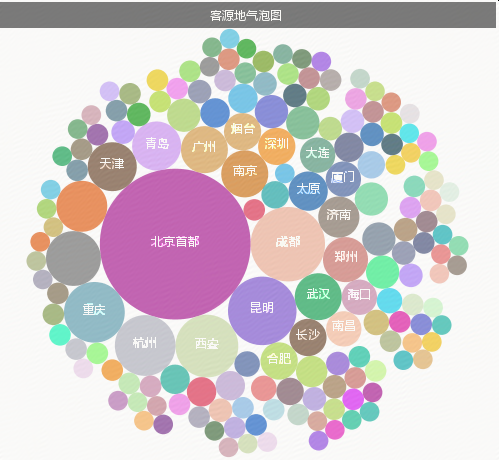 客源地气泡图
烟台
青岛
广州
深圳
大连
天津
南京
厦门
太原
济南
北京首都
成都
郑州
武汉
海口
重庆
昆明
南昌
长沙
杭州
西安
合肥